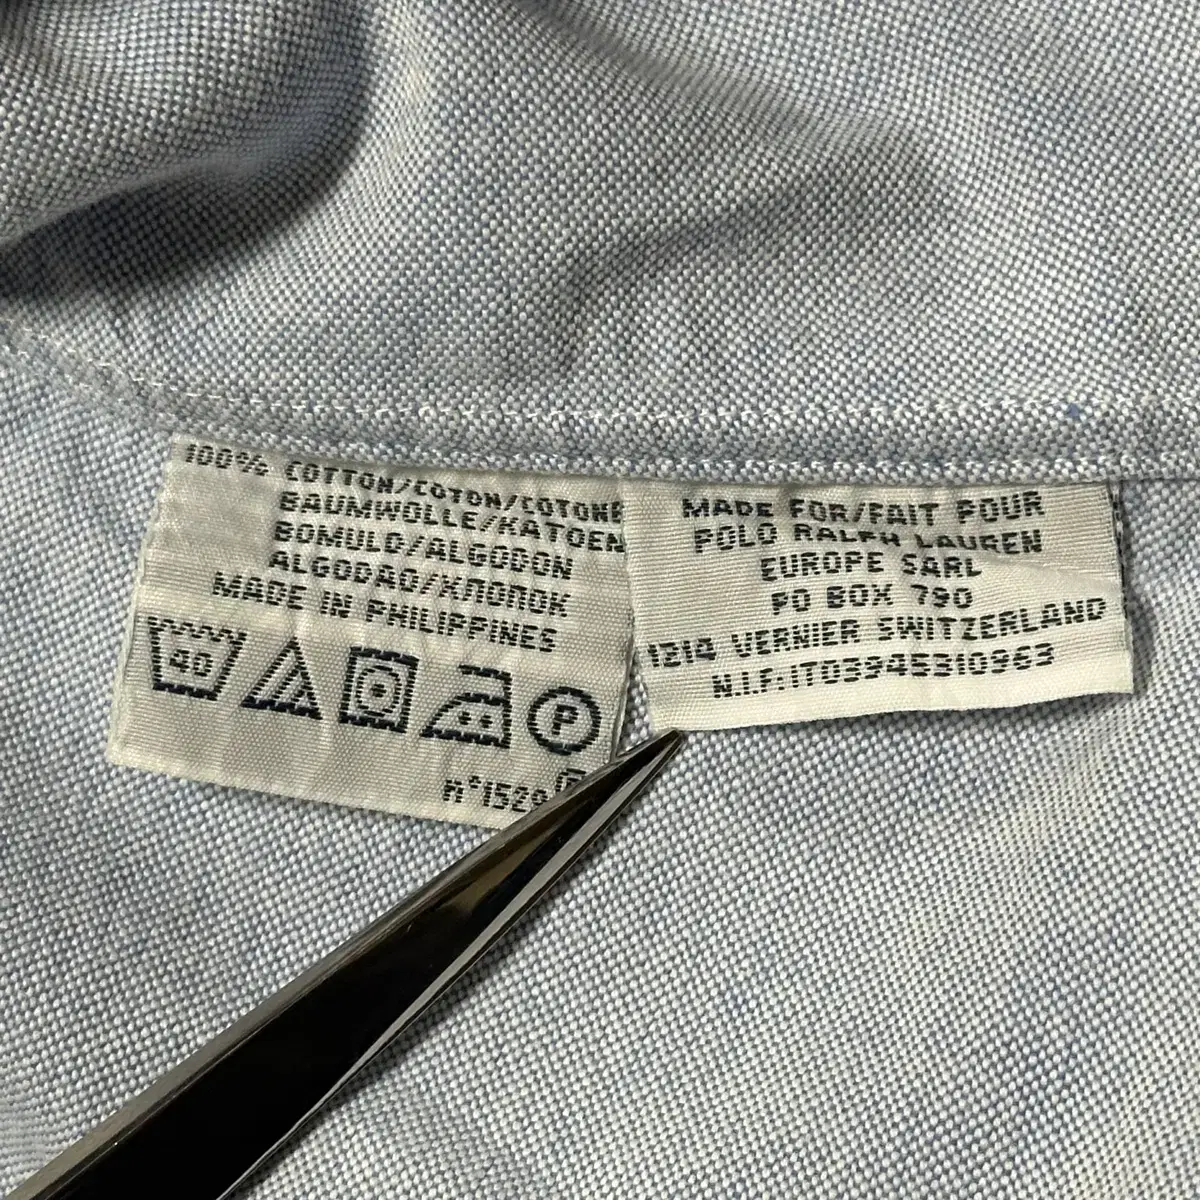 100% COTTON/COTON/COTONE
BAUMWOLLE/KATOEN
BOMULD/ALGODON
ALGODAO/ХЛОПОК
MADE IN PHILIPPINES
40
P
MADE FOR/FAIT POUR
POLO RALPH LAUREN
EUROPE SARL
PO BOX 790
1214 VERNIER SWITZERLAND
N.I.F:IT03945310963